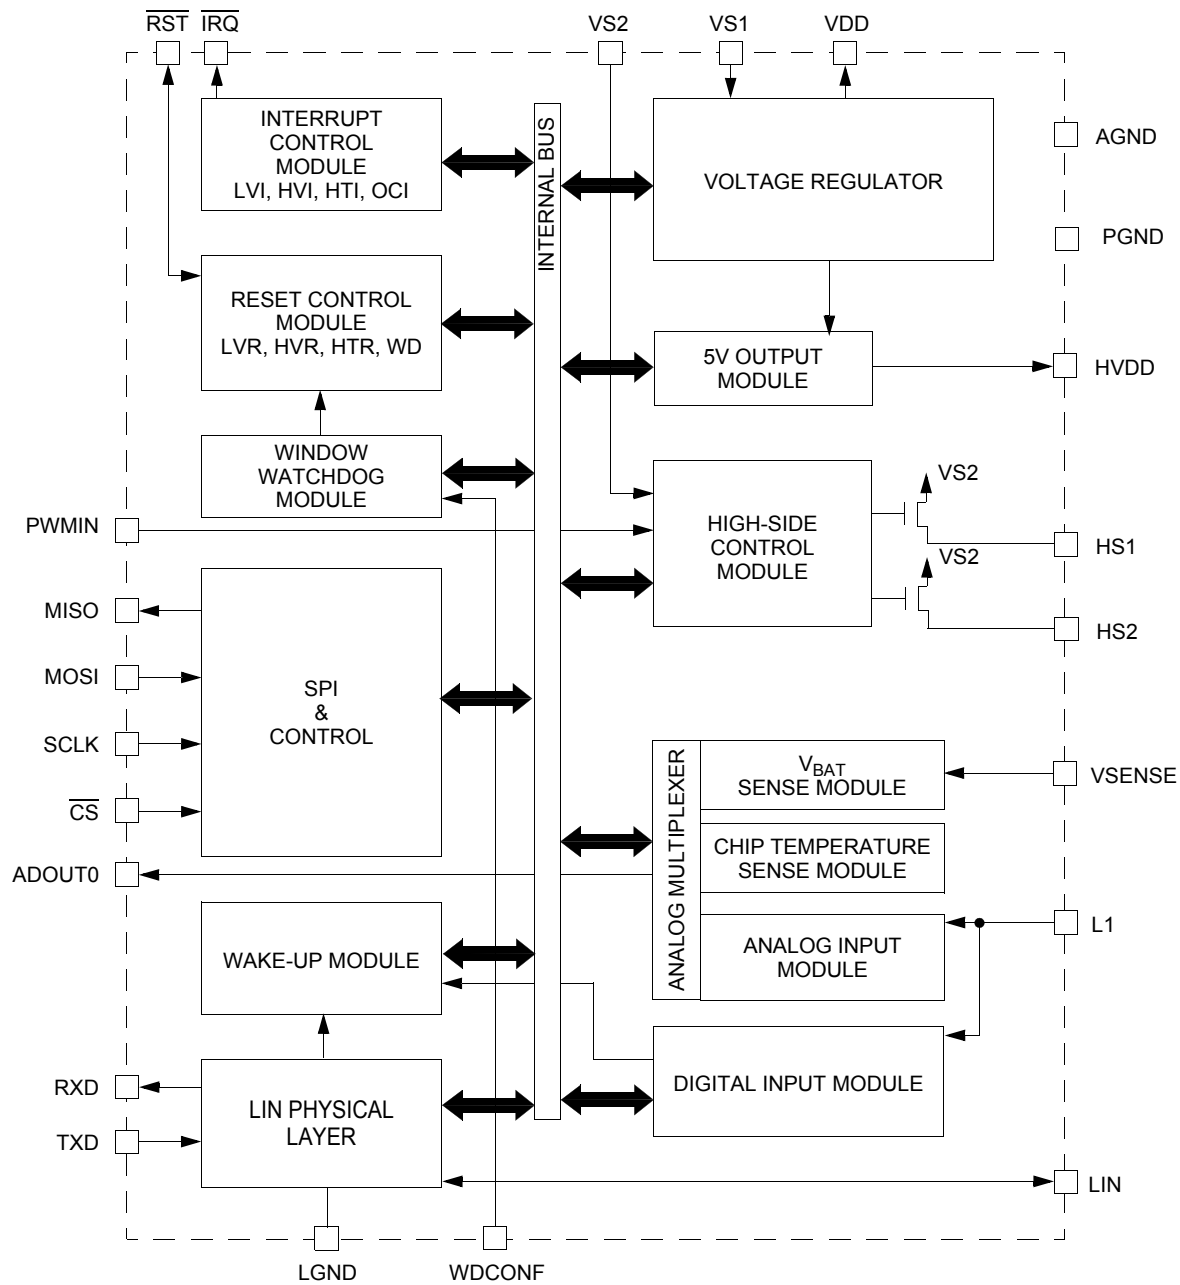 RST IRQ VS2 VS1 VDD
INTERRUPT
CONTROL
MODULE
LVI, HVI, HTI, OCI
INTERNAL BUS
VOLTAGE REGULATOR
AGND
PGND
RESET CONTROL
MODULE
LVR, HVR, HTR, WD
5V OUTPUT
MODULE
HVDD
WINDOW
WATCHDOG
MODULE
PWMIN
HIGH-SIDE
CONTROL
MODULE
VS2
HS1
VS2
HS2
MISO
MOSI
SCLK
CS
SPI
&
CONTROL
ADOUT0
ANALOG MULTIPLEXER
VBAT
SENSE MODULE
VSENSE
CHIP TEMPERATURE
SENSE MODULE
ANALOG INPUT
MODULE
L1
WAKE-UP MODULE
DIGITAL INPUT MODULE
RXD
TXD
LIN PHYSICAL
LAYER
LIN
LGND WDCONF